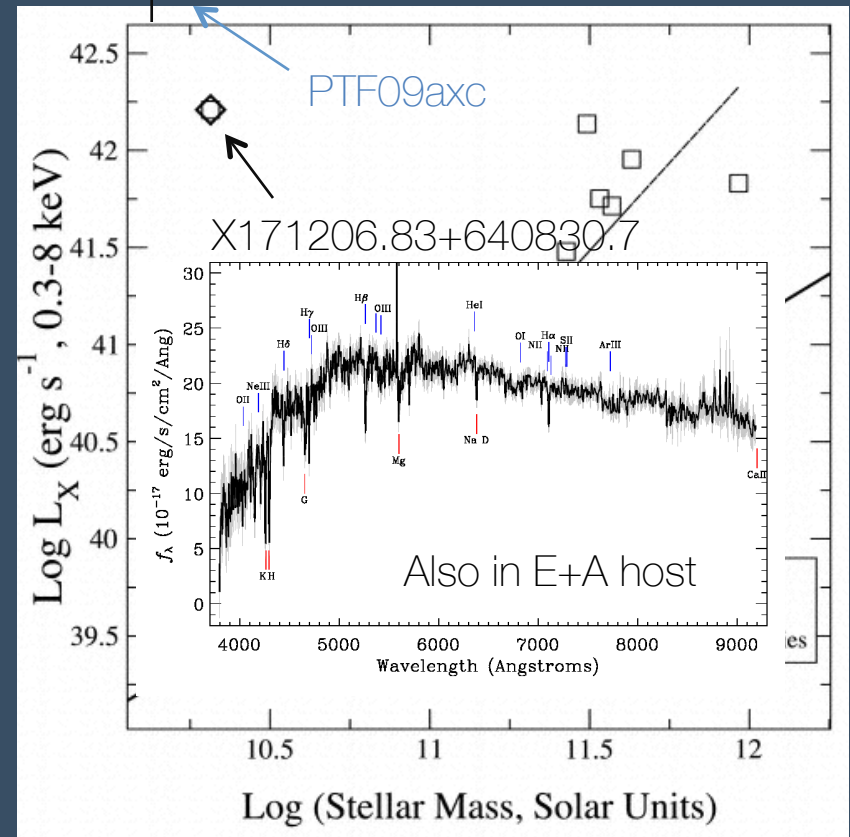 PTF09axc
X171206.83+640830.7
Log L_X (erg s^-1, 0.3-8 keV)
42.5
42
41.5
41
40.5
40
39.5
10.5 11 11.5 12
Log (Stellar Mass, Solar Units)
es
fλ (10^-17 erg/s/cm^2/Ang)
30
25
20
15
10
5
0
4000 5000 6000 7000 8000 9000
Wavelength (Angstroms)
OII
NeIII
Hδ
Hγ
OIII
Hβ
OIII
HeI
OI
NII
Hα
NII
SII
ArIII
K H
G
Mg
Na D
CaII
Also in E+A host